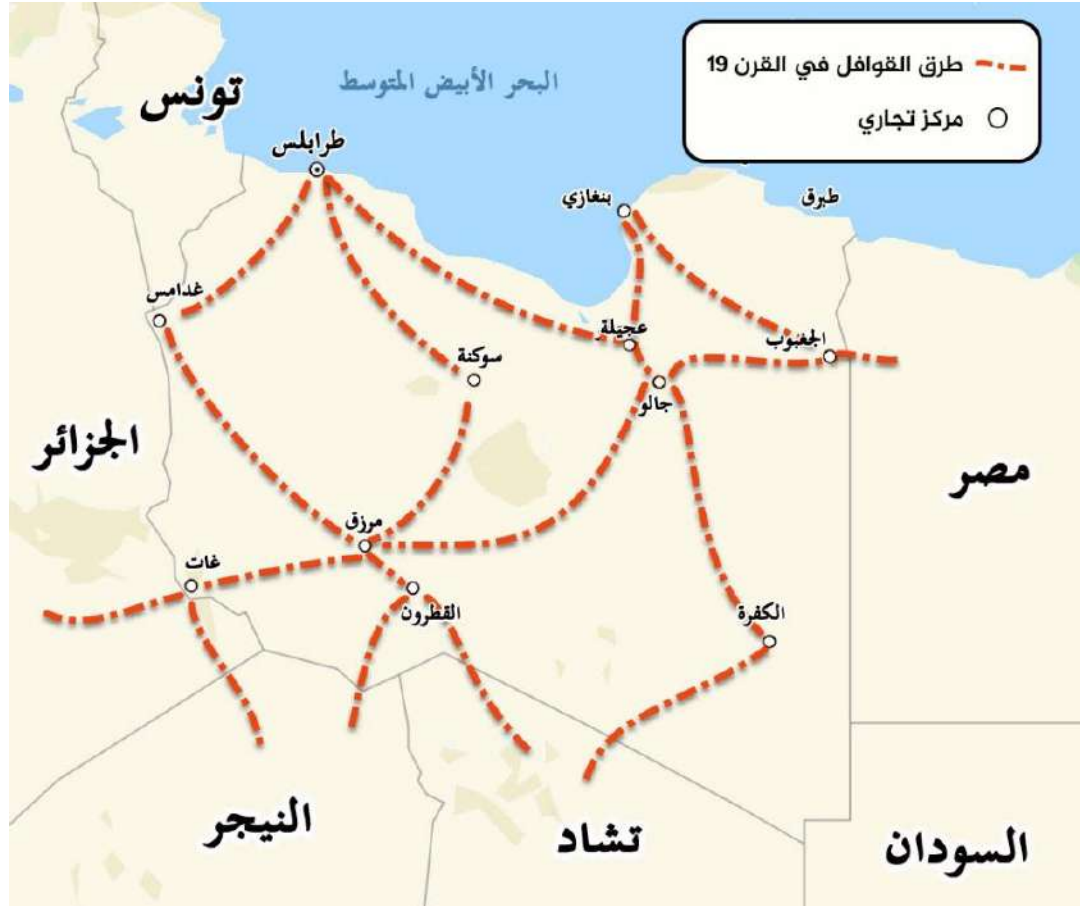 طرق القوافل في القرن 19
مركز تجاري
البحر الأبيض المتوسط
تونس
طرابلس
بنغازي
طبرق
غدامس
عجيلة
الجغبوب
سوكنة
جالو
الجزائر
مصر
مرزق
غات
القطرون
الكفرة
النيجر
تشاد
السودان